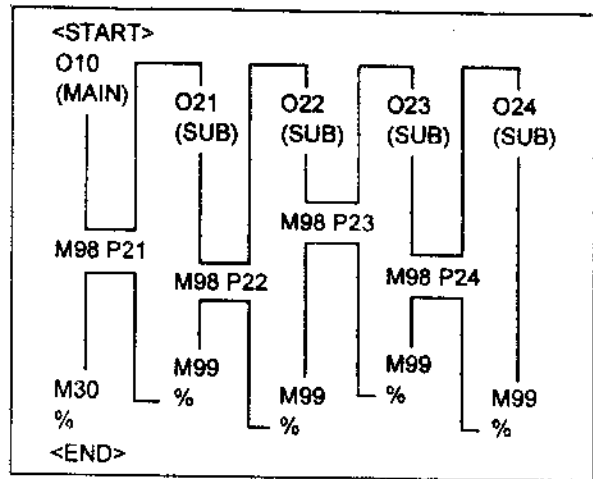 <START>
O10
(MAIN)
M98 P21
M30
%
<END>
O21
(SUB)
M98 P22
M99
%
O22
(SUB)
M98 P23
M99
%
O23
(SUB)
M98 P24
M99
%
O24
(SUB)
M99
%